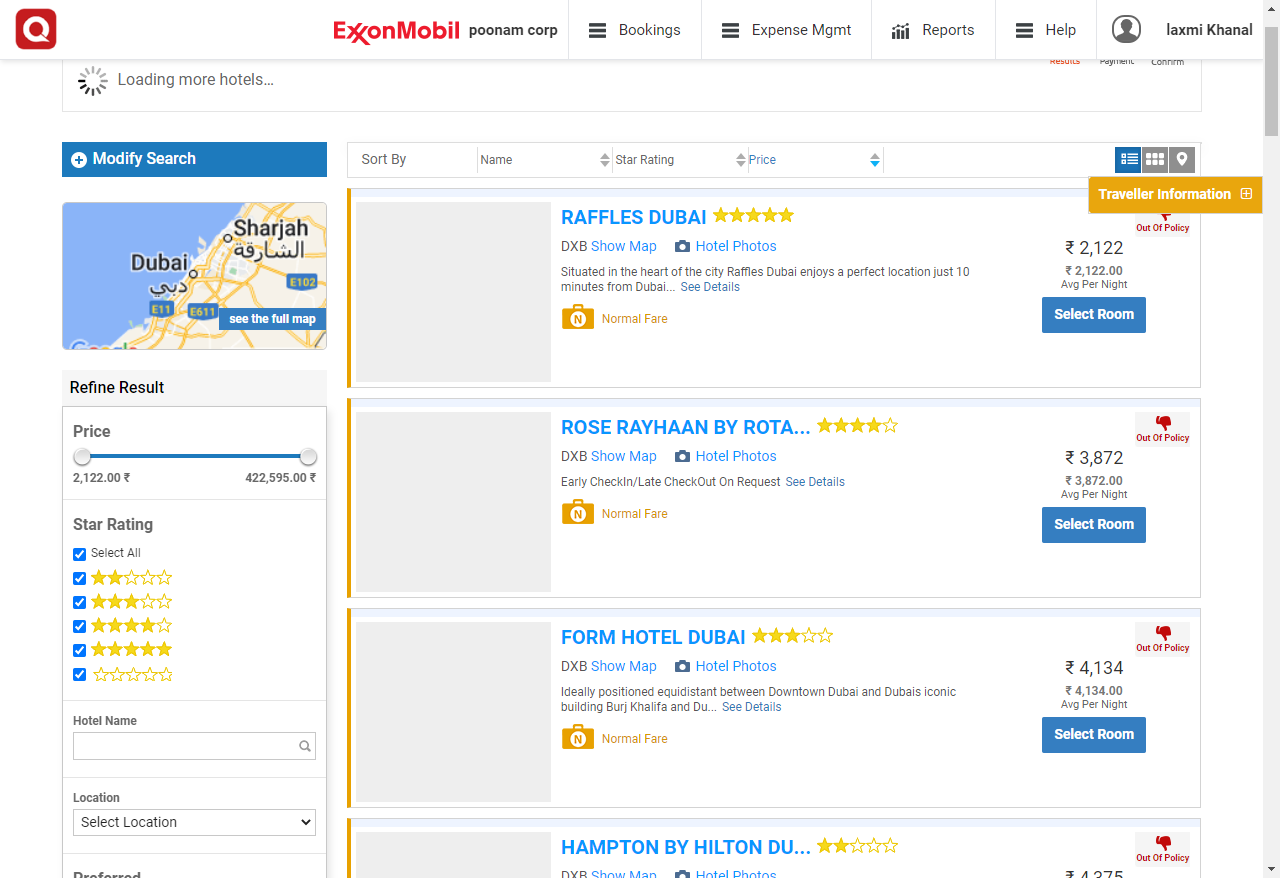 Q
ExxonMobil poonam corp Bookings Expense Mgmt Reports Help laxmi Khanal
Loading more hotels...
Results Payment Confirm
Modify Search
Sort By Name Star Rating Price
Traveller Information
Sharjah
الشارقة
Dubai
دبي
E102
E11 E611
see the full map
Google
Refine Result
Price
2,122.00 ₹ 422,595.00 ₹
Star Rating
Select All
Hotel Name
Location
Select Location
Preferred
RAFFLES DUBAI
DXB Show Map Hotel Photos
Situated in the heart of the city Raffles Dubai enjoys a perfect location just 10
minutes from Dubai... See Details
N Normal Fare
Out Of Policy
₹ 2,122
₹ 2,122.00
Avg Per Night
Select Room
ROSE RAYHAAN BY ROTA...
DXB Show Map Hotel Photos
Early CheckIn/Late CheckOut On Request See Details
N Normal Fare
Out Of Policy
₹ 3,872
₹ 3,872.00
Avg Per Night
Select Room
FORM HOTEL DUBAI
DXB Show Map Hotel Photos
Ideally positioned equidistant between Downtown Dubai and Dubais iconic
building Burj Khalifa and Du... See Details
N Normal Fare
Out Of Policy
₹ 4,134
₹ 4,134.00
Avg Per Night
Select Room
HAMPTON BY HILTON DU...
DXB Show Map Hotel Photos
Out Of Policy
₹ 4,375